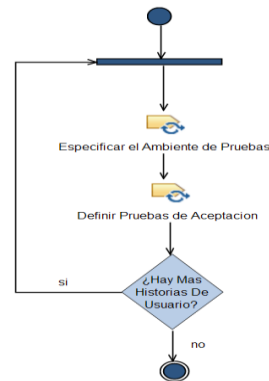 Especificar el Ambiente de Pruebas
Definir Pruebas de Aceptacion
¿Hay Mas
Historias De
Usuario?
si
no